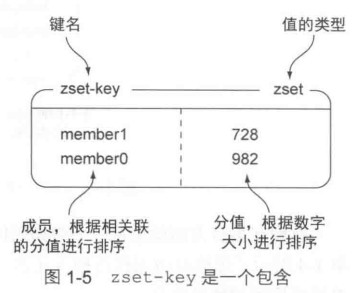 键名 值的类型
zset-key zset
member1 728
member0 982
成员，根据相关联 分值，根据数字
的分值进行排序 大小进行排序
图 1-5 zset-key 是一个包含